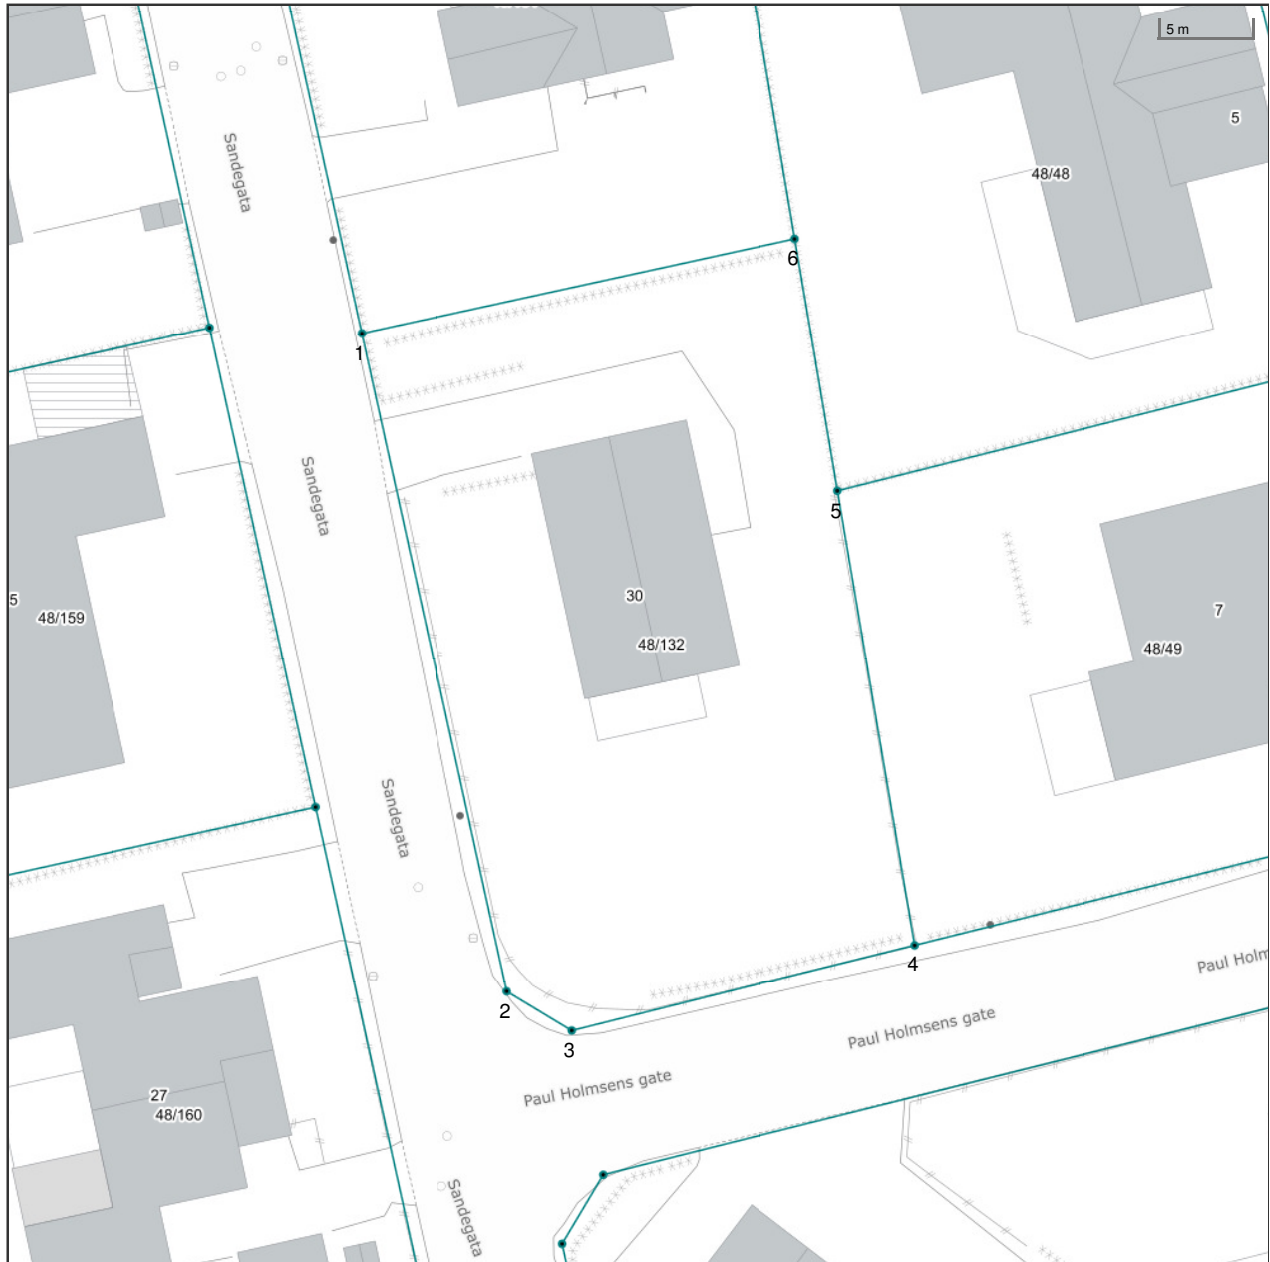 5 m
5
48/48
Sandegata
6
1
Sandegata
5
30
48/132
5
48/159
7
48/49
Sandegata
4
Paul Holm
2
3
Paul Holmsens gate
Paul Holmsens gate
27
48/160
Sandegata